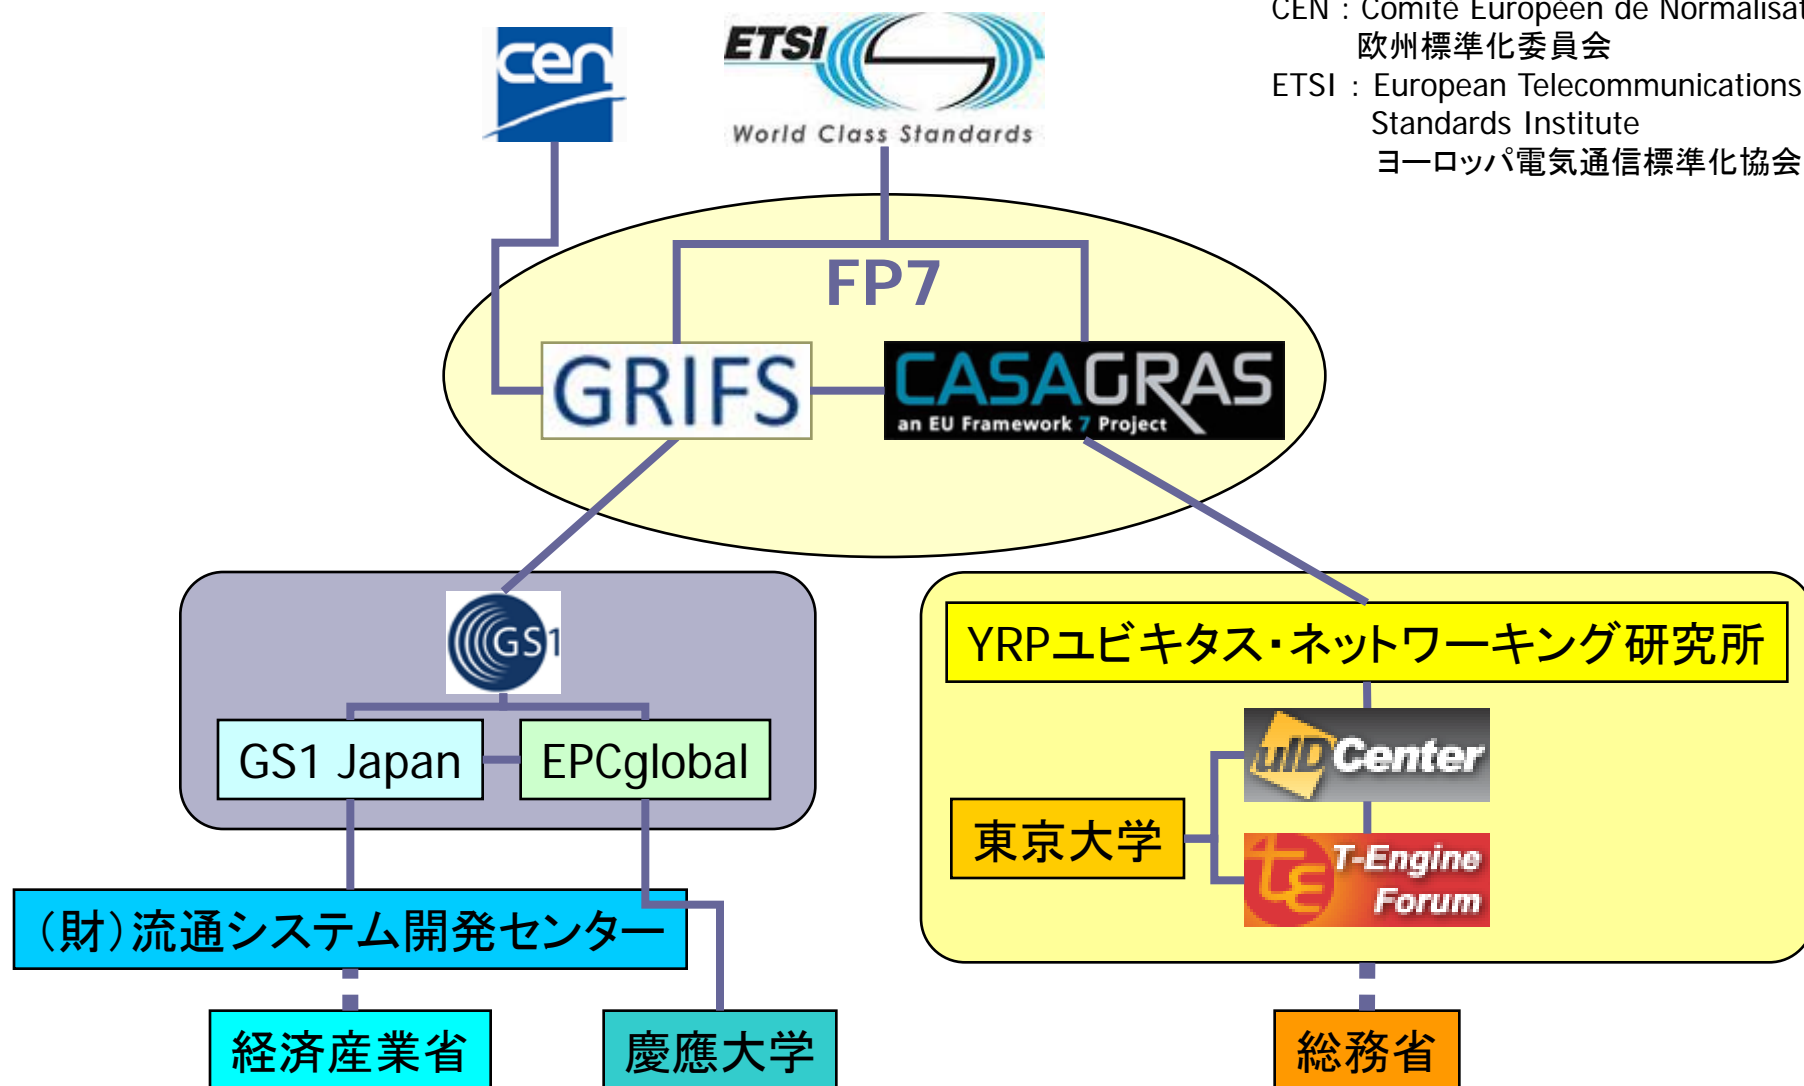 cen
ETSI
World Class Standards
CEN : Comité Européen de Normalisat
欧州標準化委員会
ETSI : European Telecommunications
Standards Institute
ヨーロッパ電気通信標準化協会
FP7
GRIFS
CASAGRAS
an EU Framework 7 Project
GS1
GS1 Japan
EPCglobal
YRPユビキタス・ネットワーキング研究所
uIDCenter
東京大学
T-Engine
Forum
（財）流通システム開発センター
経済産業省
慶應大学
総務省